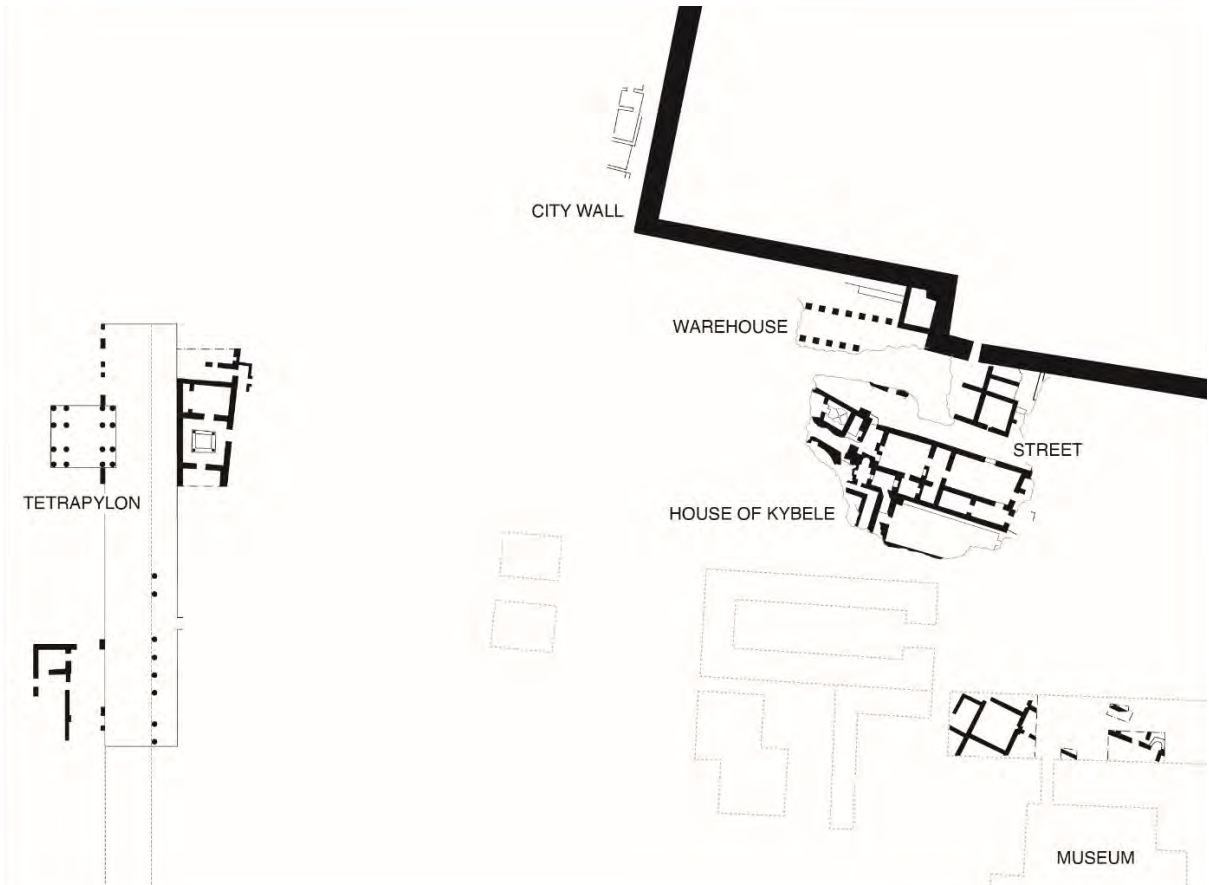 CITY WALL
WAREHOUSE
STREET
TETRAPYLON
HOUSE OF KYBELE
MUSEUM